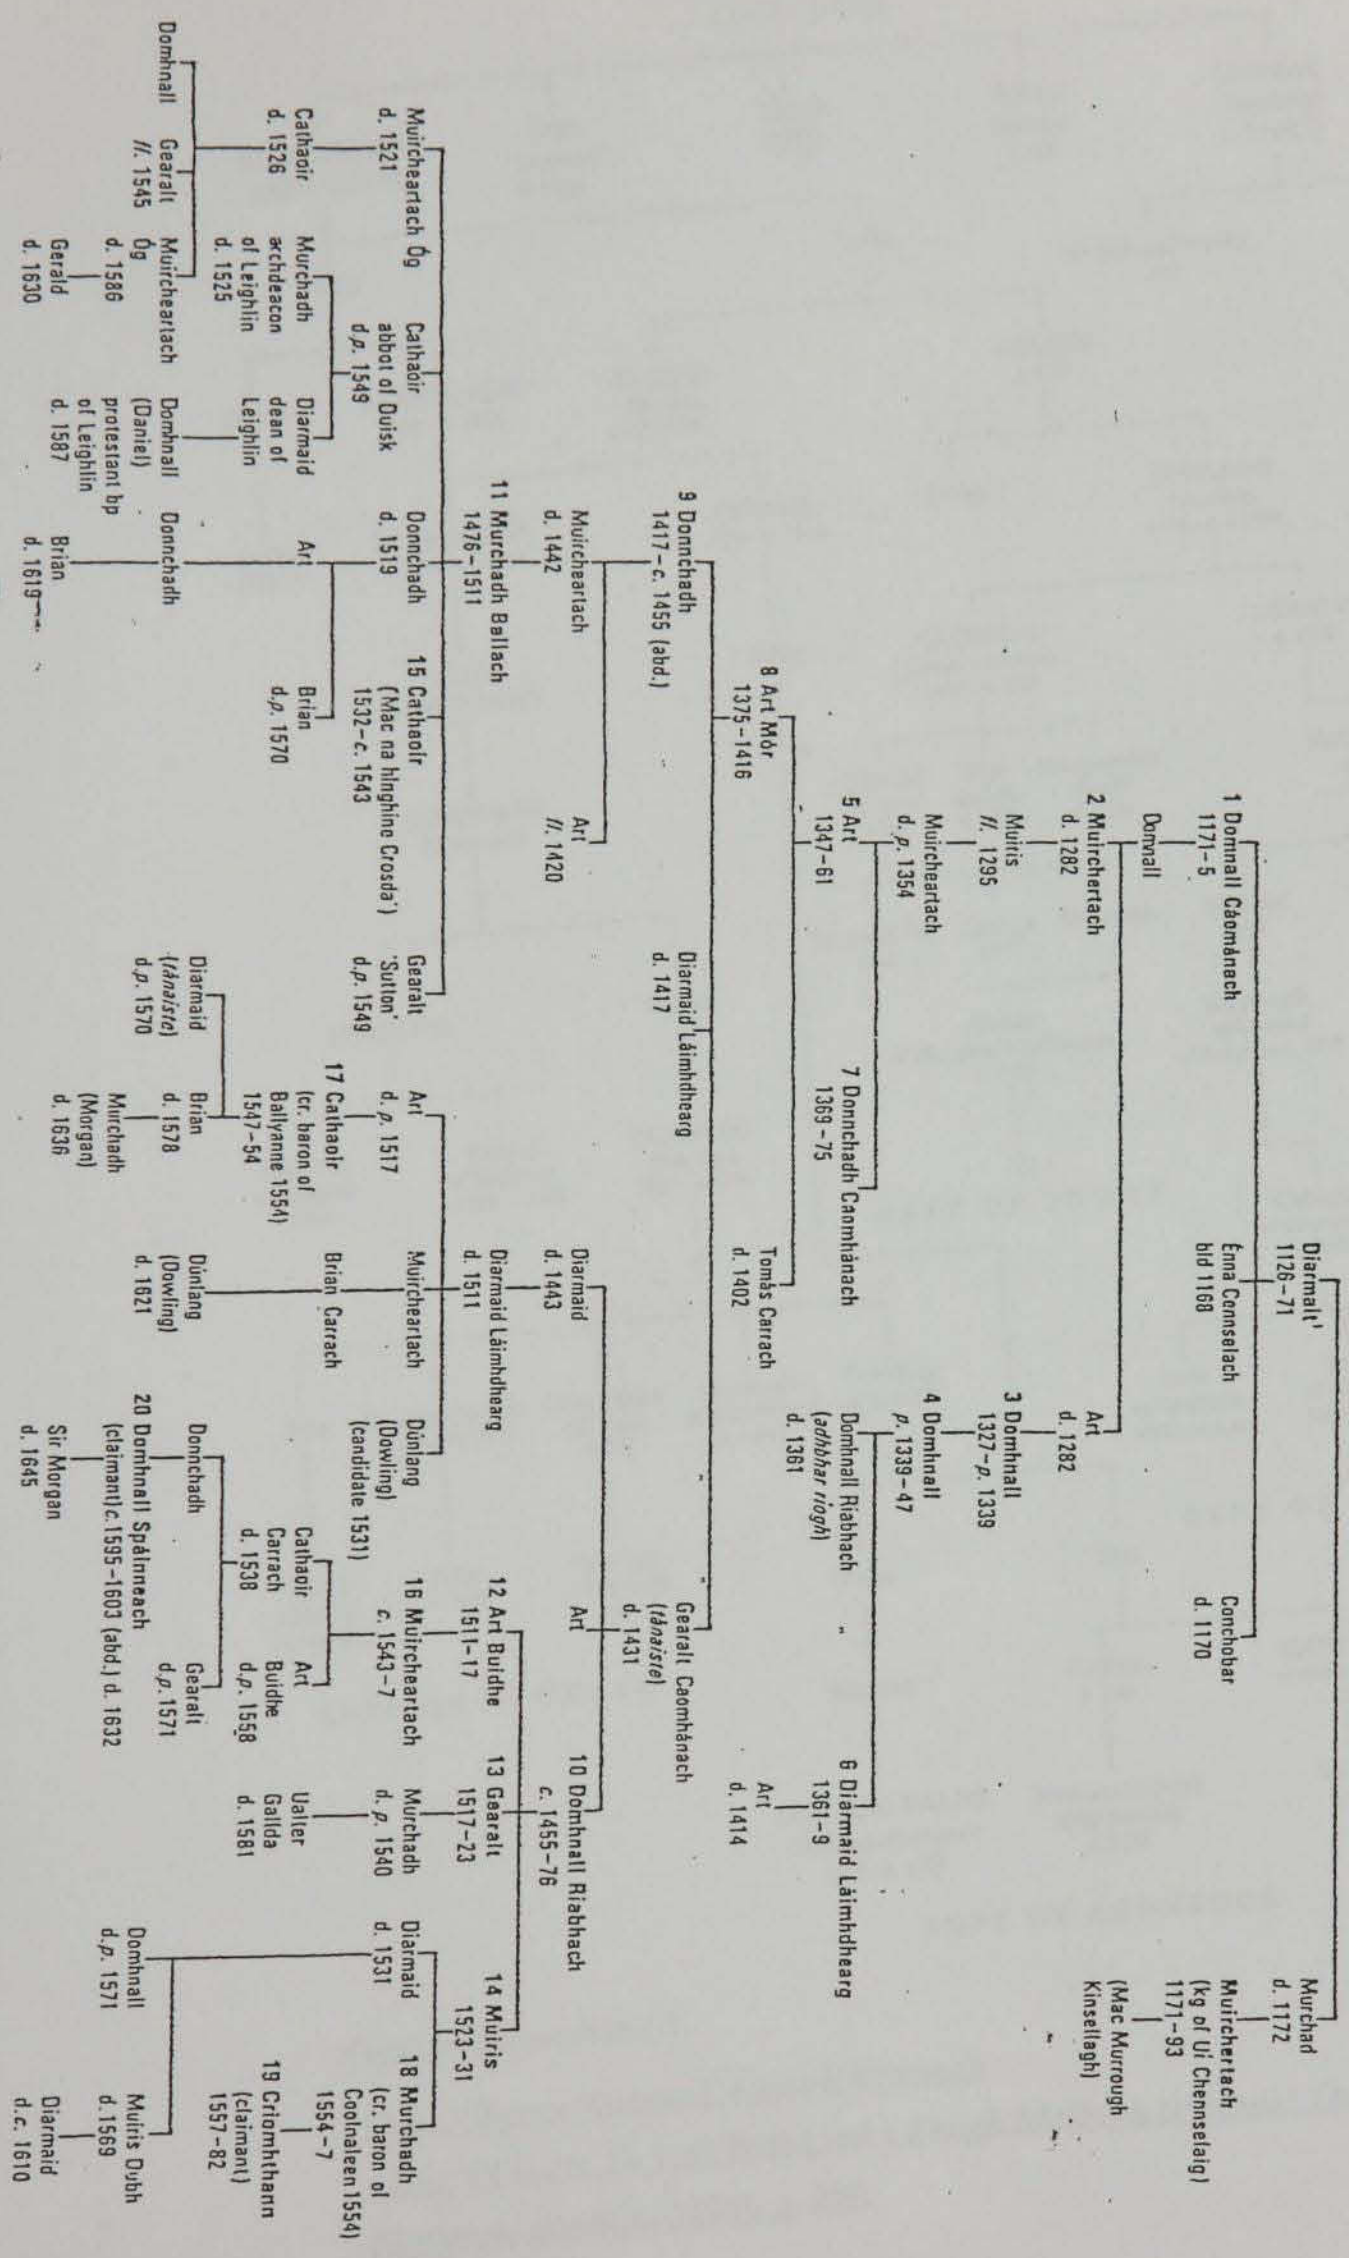 Diarmait¹
1126–71
Murchad
d. 1172
1 Domnall Cáománach
1171–5
Énna Cennselach
bld 1168
Conchobar
d. 1170
Muirchertach
(kg of Uí Chennselaig)
1171–93
Domnall
(Mac Murrough
Kinsellagh)
2 Muirchertach
d. 1282
Art
d. 1282
Muiris
fl. 1295
3 Domhnall
1327–p. 1339
Muircheartach
d. p. 1354
4 Domhnall
p. 1339–47
5 Art
1347–61
7 Donnchadh Caomhánach
1369–75
Domhnall Riabhach
(adhbhar ríogh)
d. 1361
6 Diarmaid Láimhdhearg
1361–9
8 Art Mór
1375–1416
Tomás Carrach
d. 1402
Art
d. 1414
9 Donnchadh
1417–c. 1455 (abd.)
Diarmaid Láimhdhearg
d. 1417
Gearalt Caomhánach
(tánaiste)
d. 1431
Muircheartach
d. 1442
Art
fl. 1420
Diarmaid
d. 1443
Art
10 Domhnall Riabhach
c. 1455–76
11 Murchadh Ballach
1476–1511
Diarmaid Láimhdhearg
d. 1511
12 Art Buidhe
1511–17
13 Gearalt
1517–23
14 Muiris
1523–31
Muircheartach Óg
d. 1521
Cathaoir
abbot of Duisk
d.p. 1549
Donnchadh
d. 1519
15 Cathaoir
(Mac na hInghine Crosda')
1532–c. 1543
Gearalt
'Sutton'
d.p. 1549
Art
d. p. 1517
Muircheartach
Dúnlang
(Dowling)
(candidate 1531)
16 Muircheartach
c. 1543–7
Murchadh
d. p. 1540
Diarmaid
d. 1531
18 Murchadh
(cr. baron of
Coolnaleen 1554)
1554–7
Cathaoir
d. 1526
Murchadh
archdeacon
of Leighlin
d. 1525
Diarmaid
dean of
Leighlin
Art
Brian
d.p. 1570
17 Cathaoir
(cr. baron of
Ballyanne 1554)
1547–54
Brian Carrach
Cathaoir
Carrach
d. 1538
Art
Buidhe
d.p. 1558
Ualter
Gallda
d. 1581
19 Criomhthann
(claimant)
1557–82
Domhnall
Gearalt
fl. 1545
Muircheartach
Óg
d. 1586
Domhnall
(Daniel)
protestant bp
of Leighlin
d. 1587
Donnchadh
Diarmaid
(tánaiste)
d.p. 1570
Brian
d. 1578
Dúnlang
(Dowling)
d. 1621
Donnchadh
Gearalt
d.p. 1571
Domhnall
d.p. 1571
Muiris Dubh
d. 1569
20 Domhnall Spáinneach
(claimant) c.1595–1603 (abd.) d. 1632
Gerald
d. 1630
Brian
d. 1619
Murchadh
(Morgan)
d. 1636
Sir Morgan
d. 1645
Diarmaid
d.c. 1610